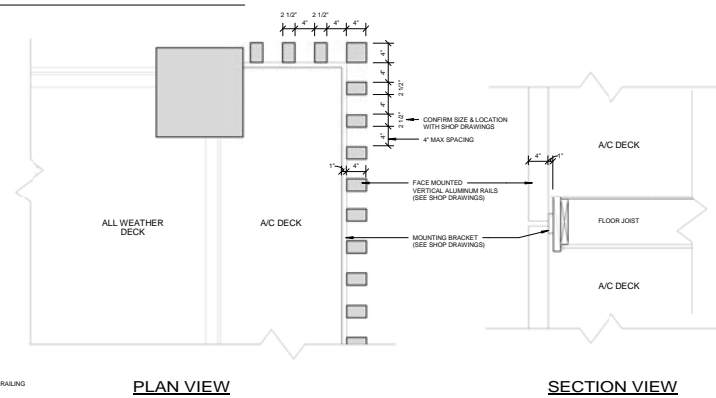 2 1/2" 2 1/2"
4" 4" 4" 4"
4"
4"
2 1/2"
4"
2 1/2"
4"
CONFIRM SIZE & LOCATION
WITH SHOP DRAWINGS
4" MAX SPACING
1" 4"
FACE MOUNTED
VERTICAL ALUMINUM RAILS
(SEE SHOP DRAWINGS)
ALL WEATHER
DECK
A/C DECK
MOUNTING BRACKET
(SEE SHOP DRAWINGS)
A/C DECK
4" 1"
FLOOR JOIST
A/C DECK
RAILING
PLAN VIEW
SECTION VIEW